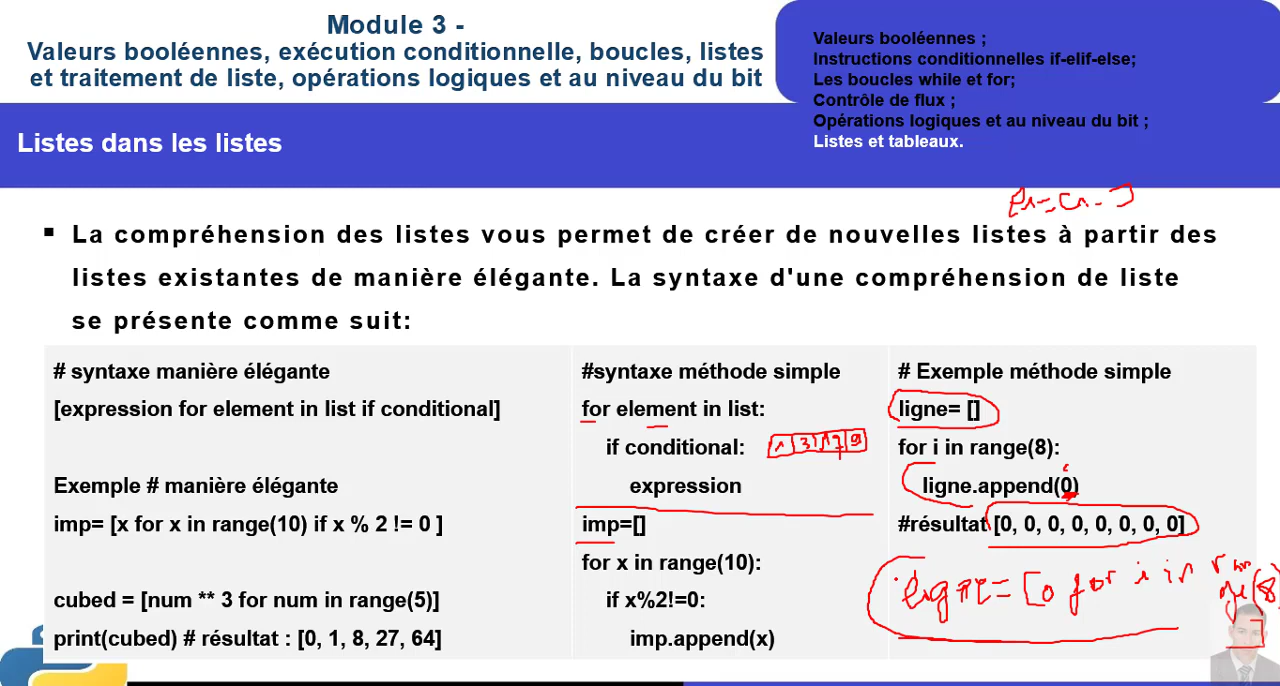 Module 3 -
Valeurs booléennes, exécution conditionnelle, boucles, listes
et traitement de liste, opérations logiques et au niveau du bit
Valeurs booléennes ;
Instructions conditionnelles if-elif-else;
Les boucles while et for;
Contrôle de flux ;
Opérations logiques et au niveau du bit ;
Listes et tableaux.
Listes dans les listes
▪ La compréhension des listes vous permet de créer de nouvelles listes à partir des
listes existantes de manière élégante. La syntaxe d'une compréhension de liste
se présente comme suit:
# syntaxe manière élégante
[expression for element in list if conditional]
Exemple # manière élégante
imp= [x for x in range(10) if x % 2 != 0 ]
cubed = [num ** 3 for num in range(5)]
print(cubed) # résultat : [0, 1, 8, 27, 64]
#syntaxe méthode simple
for element in list:
if conditional:
expression
imp=[]
for x in range(10):
if x%2!=0:
imp.append(x)
# Exemple méthode simple
ligne= []
for i in range(8):
ligne.append(0)
#résultat [0, 0, 0, 0, 0, 0, 0, 0]
ligne=[0 for i in
(8)
]